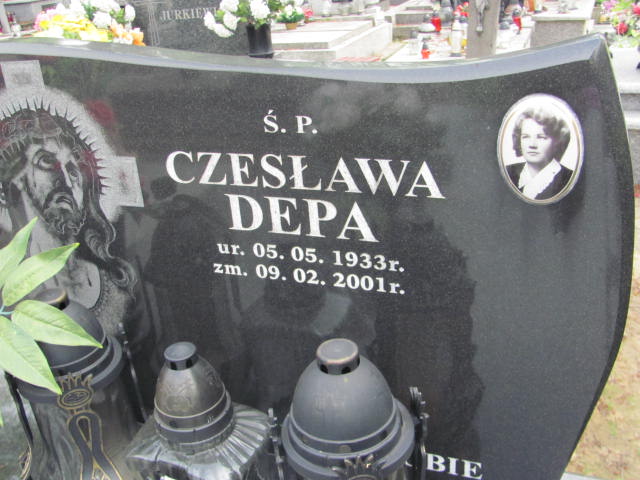 Ś. P.
CZESŁAWA
DEPA
ur. 05. 05. 1933r.
zm. 09. 02. 2001r.